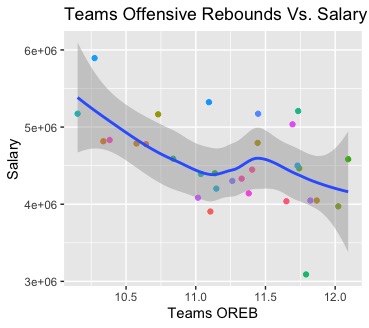 Teams Offensive Rebounds Vs. Salary
6e+06
5e+06
4e+06
3e+06
Salary
10.5 11.0 11.5 12.0
Teams OREB